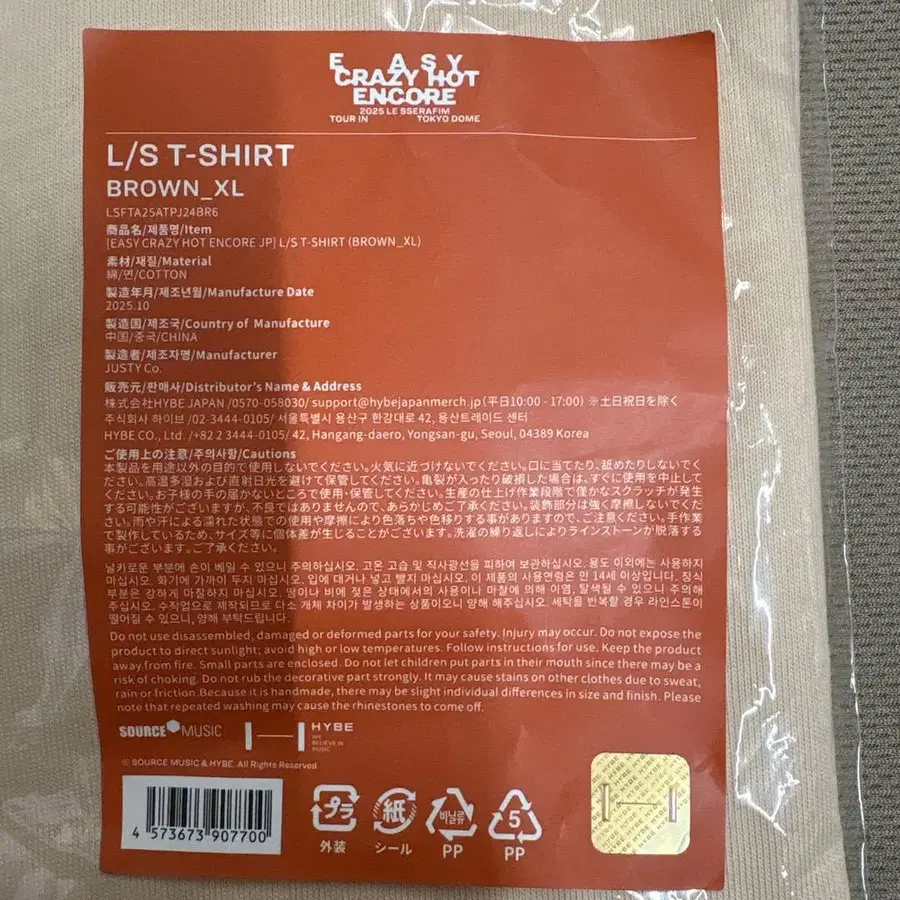 E ASY
CRAZY HOT
ENCORE
2025 LE SSERAFIM
TOUR IN TOKYO DOME
L/S T-SHIRT
BROWN_XL
LSFTA25ATPJ24BR6
商品名/제품명/Item
[EASY CRAZY HOT ENCORE JP] L/S T-SHIRT (BROWN_XL)
素材/재질/Material
綿/면/COTTON
製造年月/제조년월/Manufacture Date
2025.10
製造国/제조국/Country of Manufacture
中国/중국/CHINA
製造者/제조자명/Manufacturer
JUSTY Co.
販売元/판매사/Distributor's Name & Address
株式会社HYBE JAPAN /0570-058030/ support@hybejapanmerch.jp (平日10:00 - 17:00) ※土日祝日を除く
주식회사 하이브 /02-3444-0105/ 서울특별시 용산구 한강대로 42, 용산트레이드 센터
HYBE CO., Ltd. /+82 2 3444-0105/ 42, Hangang-daero, Yongsan-gu, Seoul, 04389 Korea
ご使用上の注意/주의사항/Cautions
本製品を用途以外の目的で使用しないでください。火気に近づけないでください。口に当てたり、舐めたりしないで
ください。高温多湿および直射日光を避けて保管してください。亀裂が入ったり破損した場合は、すぐに使用を中止し
てください。お子様の手の届かないところで使用・保管してください。生産の仕上げ作業段階で僅かなスクラッチが発生
する可能性がございますが、不良ではありませんので、あらかじめご了承ください。装飾部分は強く摩擦しないでくだ
さい。雨や汗による濡れた状態での使用や摩擦により色落ちや色移りする事がありますので、ご注意ください。手作業
で製作しているため、サイズ等に個体差が生じることがございます。洗濯の繰り返しによりラインストーンが脱落する
事がございます。ご了承ください。
날카로운 부분에 손이 베일 수 있으니 주의하십시오. 고온 고습 및 직사광선을 피하여 보관하십시오. 용도 이외에는 사용하지
마십시오. 화기에 가까이 두지 마십시오. 입에 대거나 넣고 빨지 마십시오. 이 제품의 사용연령은 만 14세 이상입니다. 장식
부분은 강하게 마찰하지 마십시오. 땀이나 비에 젖은 상태에서의 사용이나 마찰에 의해 이염, 탈색될 수 있으니 주의해
주십시오. 수작업으로 제작되므로 다소 개체 차이가 발생하는 상품이오니 양해 해주십시오. 세탁을 반복할 경우 라인스톤이
떨어질 수 있으니, 양해 부탁드립니다.
Do not use disassembled, damaged or deformed parts for your safety. Injury may occur. Do not expose the
product to direct sunlight; avoid high or low temperatures. Follow instructions for use. Keep the product
away from fire. Small parts are enclosed. Do not let children put parts in their mouth since there may be a
risk of choking. Do not rub the decorative part strongly. It may cause stains on other clothes due to sweat,
rain or friction.Because it is handmade, there may be slight individual differences in size and finish. Please
note that repeated washing may cause the rhinestones to come off.
SOURCE MUSIC HYBE
WE
BELIEVE IN
MUSIC
© SOURCE MUSIC & HYBE. All Rights Reserved.
4 573673 907700
プラ
外装
紙
シール
비닐류
PP
5
PP
HYBE HYBE HYBE